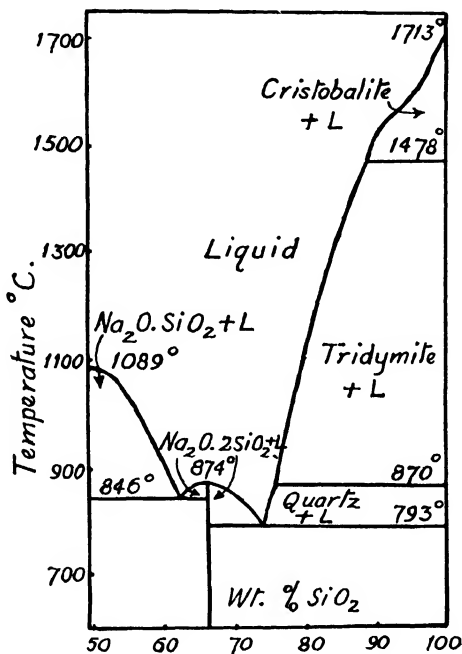 1700
1713°
Cristobalite
+ L
1500
1478°
1300
Liquid
Temperature °C.
Na2O.SiO2+L
1089°
1100
Tridymite
+ L
Na2O.2SiO2+L
900
874°
870°
846°
Quartz
+ L
793°
700
Wt. % SiO2
50 60 70 80 90 100